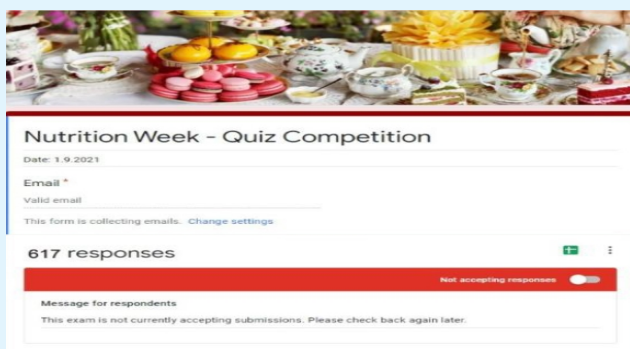 Nutrition Week - Quiz Competition
Date: 1.9.2021
Email *
Valid email
This form is collecting emails. Change settings
617 responses
Not accepting responses
Message for respondents
This exam is not currently accepting submissions. Please check back again later.